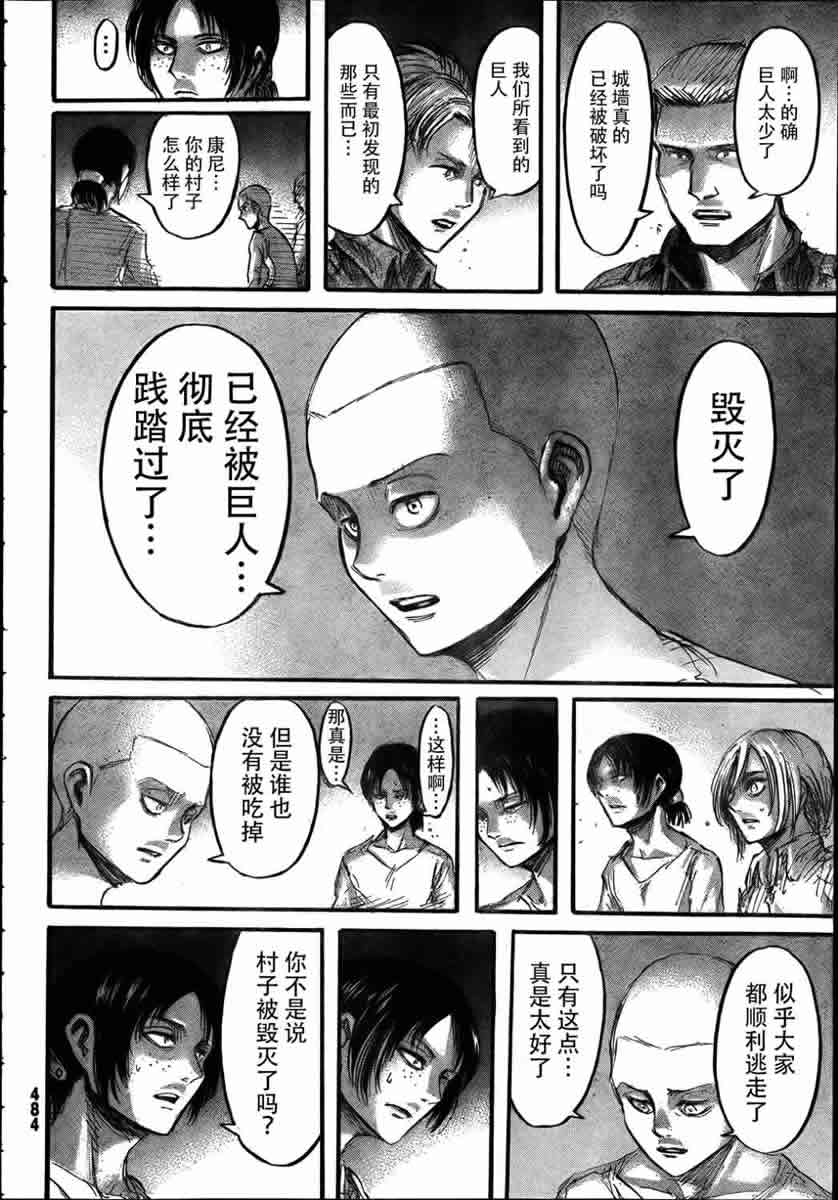 啊…的确
巨人太少了
城墙真的
已经被破坏了吗
我们所看到的
巨人
只有最初发现的
那些而已…
…
康尼…
你的村子
怎么样了
毁灭了
已经被巨人…
彻底
践踏过了…
…这样啊…
那真是…
但是谁也
没有被吃掉
似乎大家
都顺利逃走了
只有这点…
真是太好了
你不是说
村子被毁灭了吗？
484